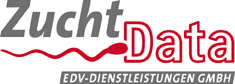 Zucht
Data
EDV-DIENSTLEISTUNGEN GMBH